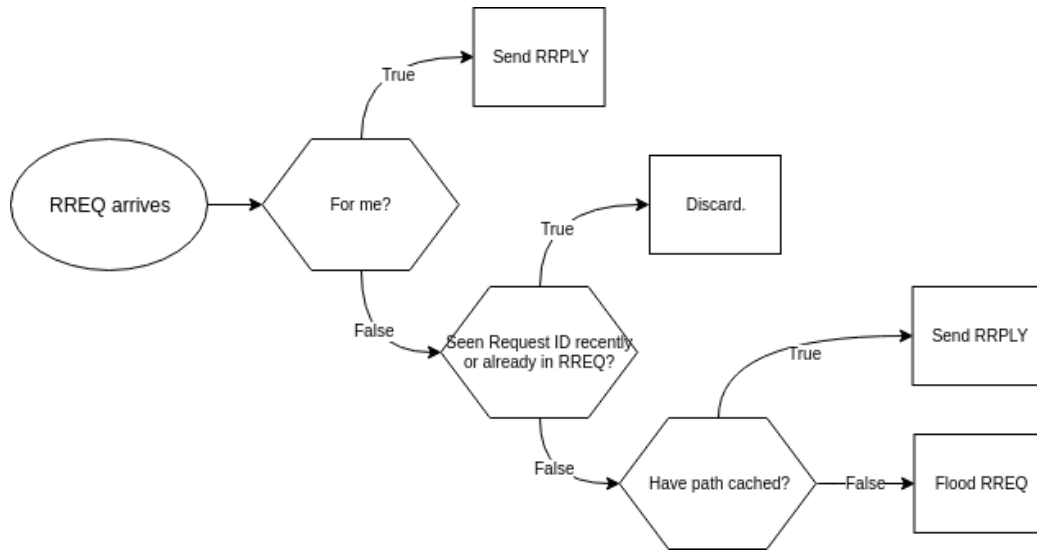 Send RRPLY
True
RREQ arrives
For me?
Discard.
True
False
Seen Request ID recently
or already in RREQ?
Send RRPLY
True
False
Have path cached?
False
Flood RREQ